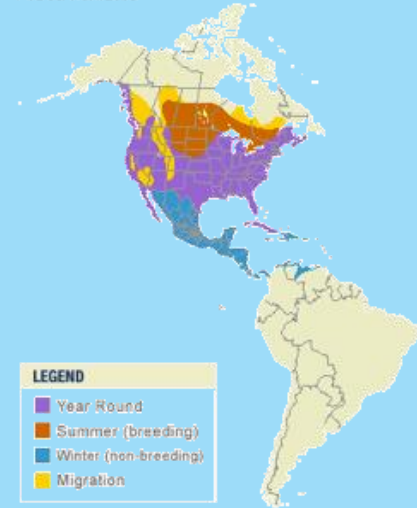 LEGEND
Year Round
Summer (breeding)
Winter (non-breeding)
Migration